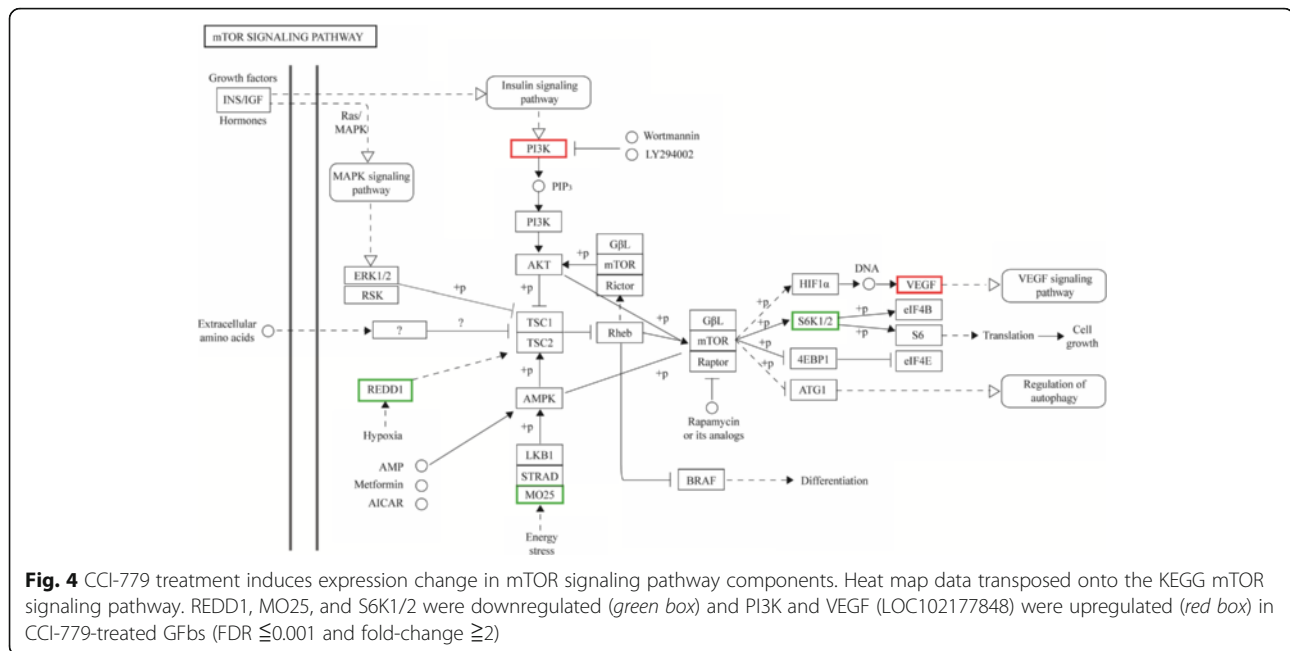 mTOR SIGNALING PATHWAY
Growth factors
INS/IGF
Hormones
Ras/
MAPK
MAPK signaling
pathway
Insulin signaling
pathway
PI3K
Wortmannin
LY294002
PIP3
PI3K
AKT
+p
GβL
mTOR
Rictor
+p
ERK1/2
RSK
+p
Extracellular
amino acids
?
?
TSC1
TSC2
Rheb
+p
REDD1
Hypoxia
AMPK
+p
+p
AMP
Metformin
AICAR
LKB1
STRAD
MO25
Energy
stress
GβL
mTOR
Raptor
Rapamycin
or its analogs
BRAF
Differentiation
+p
HIF1α
DNA
VEGF
VEGF signaling
pathway
+p
S6K1/2
+p
+p
eIF4B
S6
Translation
Cell
growth
+p
4EBP1
eIF4E
+p
ATG1
Regulation of
autophagy
+p
Fig. 4 CCI-779 treatment induces expression change in mTOR signaling pathway components. Heat map data transposed onto the KEGG mTOR
signaling pathway. REDD1, MO25, and S6K1/2 were downregulated (green box) and PI3K and VEGF (LOC102177848) were upregulated (red box) in
CCI-779-treated GFbs (FDR ≦0.001 and fold-change ≧2)